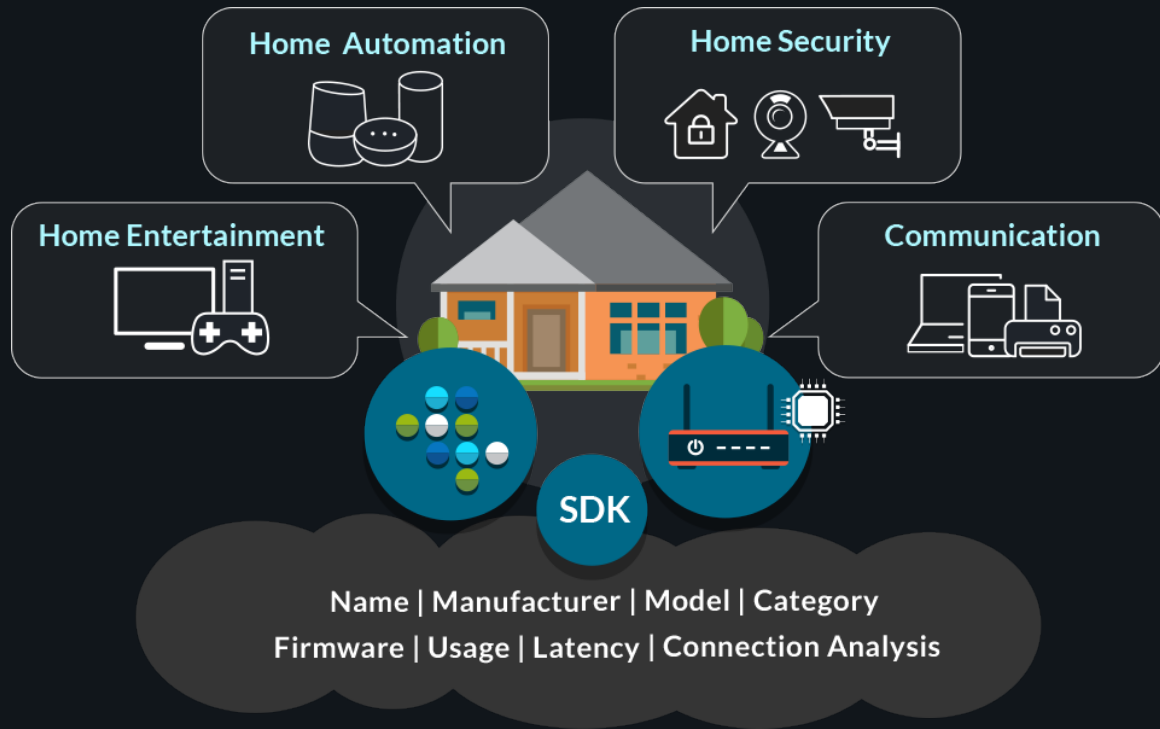 Home Automation
Home Security
Home Entertainment
Communication
SDK
Name | Manufacturer | Model | Category
Firmware | Usage | Latency | Connection Analysis